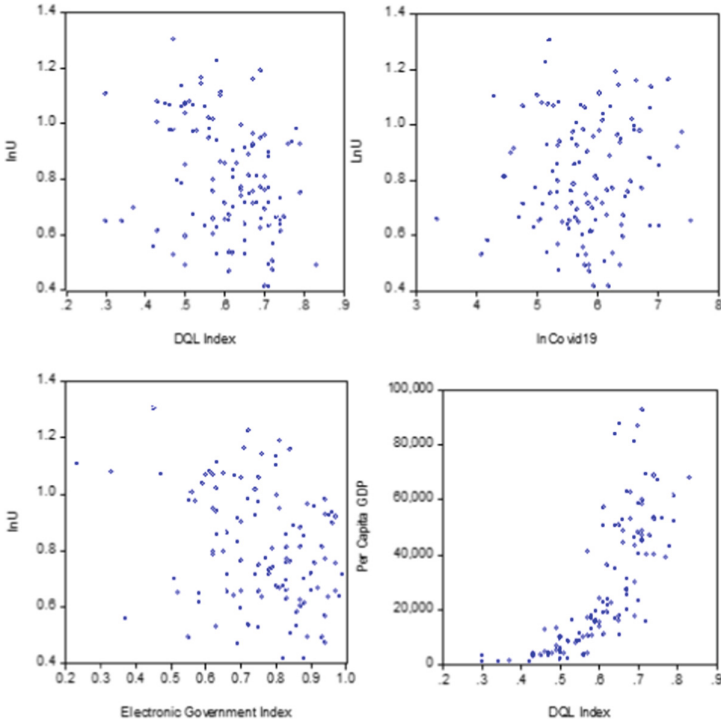 1.4 1.2 1.0 0.8 0.6 0.4
lnU
.2 .3 .4 .5 .6 .7 .8 .9
DQL Index
1.4 1.2 1.0 0.8 0.6 0.4
LnU
3 4 5 6 7 8
lnCovid19
1.4 1.2 1.0 0.8 0.6 0.4
lnU
0.2 0.3 0.4 0.5 0.6 0.7 0.8 0.9 1.0
Electronic Government Index
100,000 80,000 60,000 40,000 20,000 0
Per Capita GDP
.2 .3 .4 .5 .6 .7 .8 .9
DQL Index